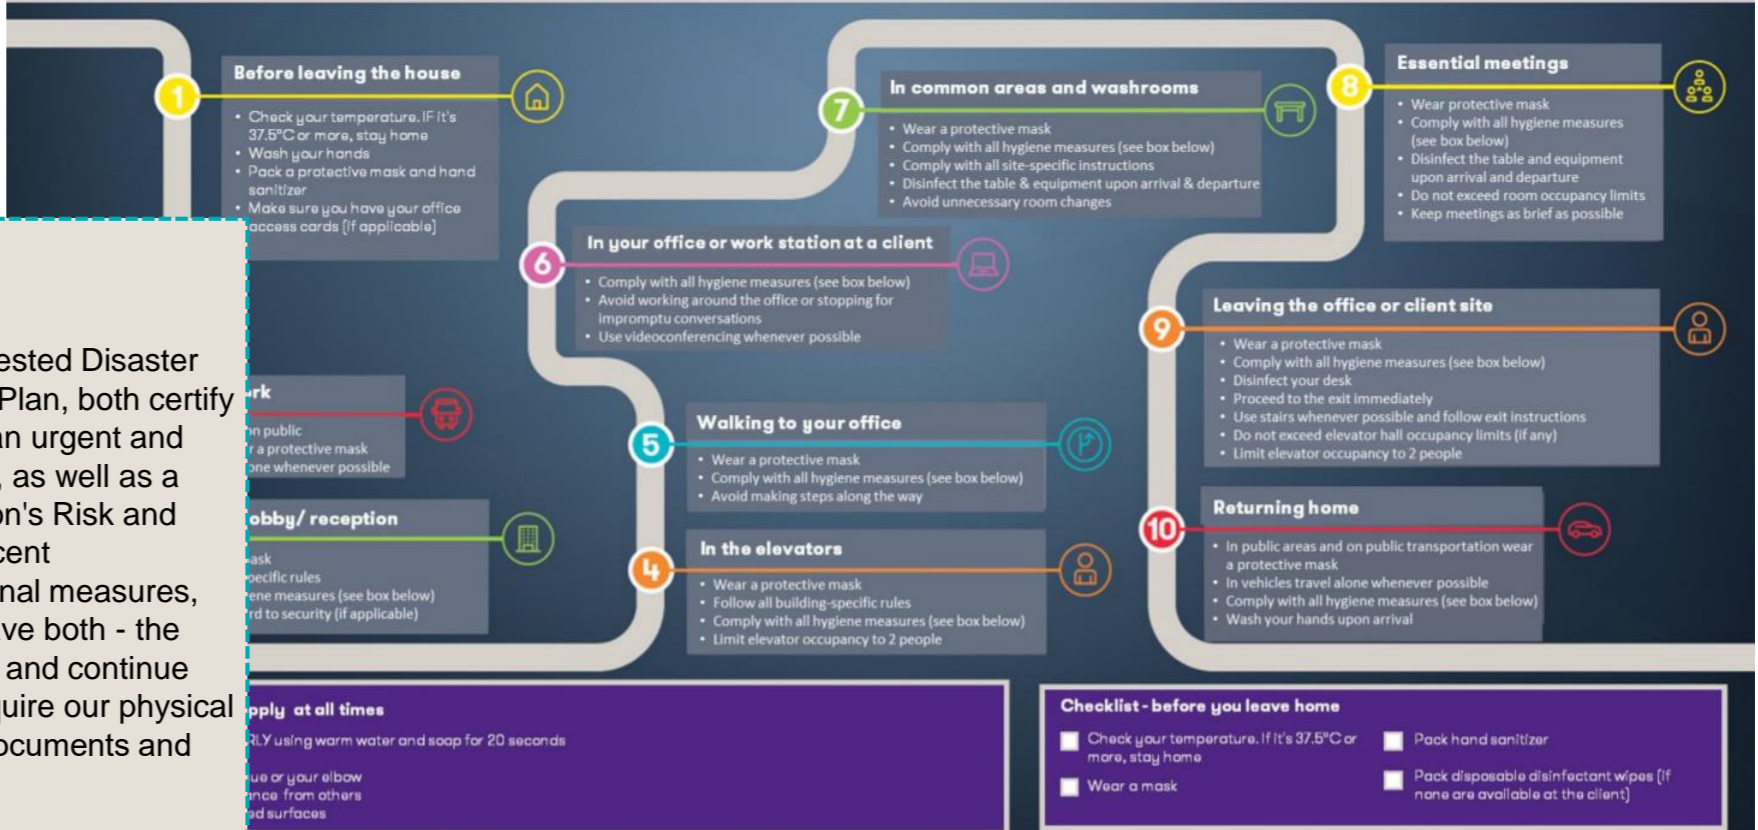 1
Before leaving the house
• Check your temperature. IF it's
37.5°C or more, stay home
• Wash your hands
• Pack a protective mask and hand
sanitizer
• Make sure you have your office
access cards (if applicable)
ested Disaster
Plan, both certify
an urgent and
, as well as a
on's Risk and
cent
nal measures,
ve both - the
and continue
quire our physical
ocuments and
rk
on public
r a protective mask
one whenever possible
obby/ reception
ask
pecific rules
ene measures (see box below)
rd to security (if applicable)
4
In the elevators
• Wear a protective mask
• Follow all building-specific rules
• Comply with all hygiene measures (see box below)
• Limit elevator occupancy to 2 people
5
Walking to your office
• Wear a protective mask
• Comply with all hygiene measures (see box below)
• Avoid making steps along the way
6
In your office or work station at a client
• Comply with all hygiene measures (see box below)
• Avoid working around the office or stopping for
impromptu conversations
• Use videoconferencing whenever possible
7
In common areas and washrooms
• Wear a protective mask
• Comply with all hygiene measures (see box below)
• Comply with all site-specific instructions
• Disinfect the table & equipment upon arrival & departure
• Avoid unnecessary room changes
8
Essential meetings
• Wear protective mask
• Comply with all hygiene measures
(see box below)
• Disinfect the table and equipment
upon arrival and departure
• Do not exceed room occupancy limits
• Keep meetings as brief as possible
9
Leaving the office or client site
• Wear a protective mask
• Comply with all hygiene measures (see box below)
• Disinfect your desk
• Proceed to the exit immediately
• Use stairs whenever possible and follow exit instructions
• Do not exceed elevator hall occupancy limits (if any)
• Limit elevator occupancy to 2 people
10
Returning home
• In public areas and on public transportation wear
a protective mask
• In vehicles travel alone whenever possible
• Comply with all hygiene measures (see box below)
• Wash your hands upon arrival
pply at all times
RLY using warm water and soap for 20 seconds
ue or your elbow
ance from others
ed surfaces
Checklist - before you leave home
Check your temperature. If it's 37.5°C or
more, stay home
Wear a mask
Pack hand sanitizer
Pack disposable disinfectant wipes (if
none are available at the client)